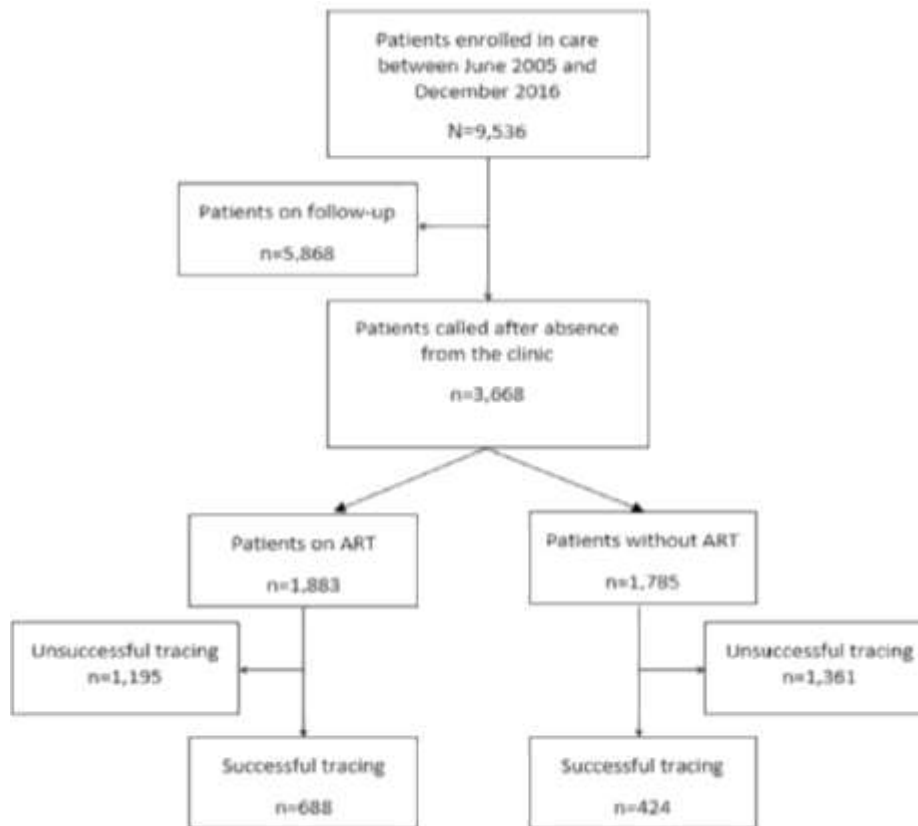 Patients enrolled in care
between June 2005 and
December 2016
N=9,536
Patients on follow-up
n=5,868
Patients called after absence
from the clinic
n=3,668
Patients on ART
n=1,883
Patients without ART
n=1,785
Unsuccessful tracing
n=1,195
Unsuccessful tracing
n=1,361
Successful tracing
n=688
Successful tracing
n=424